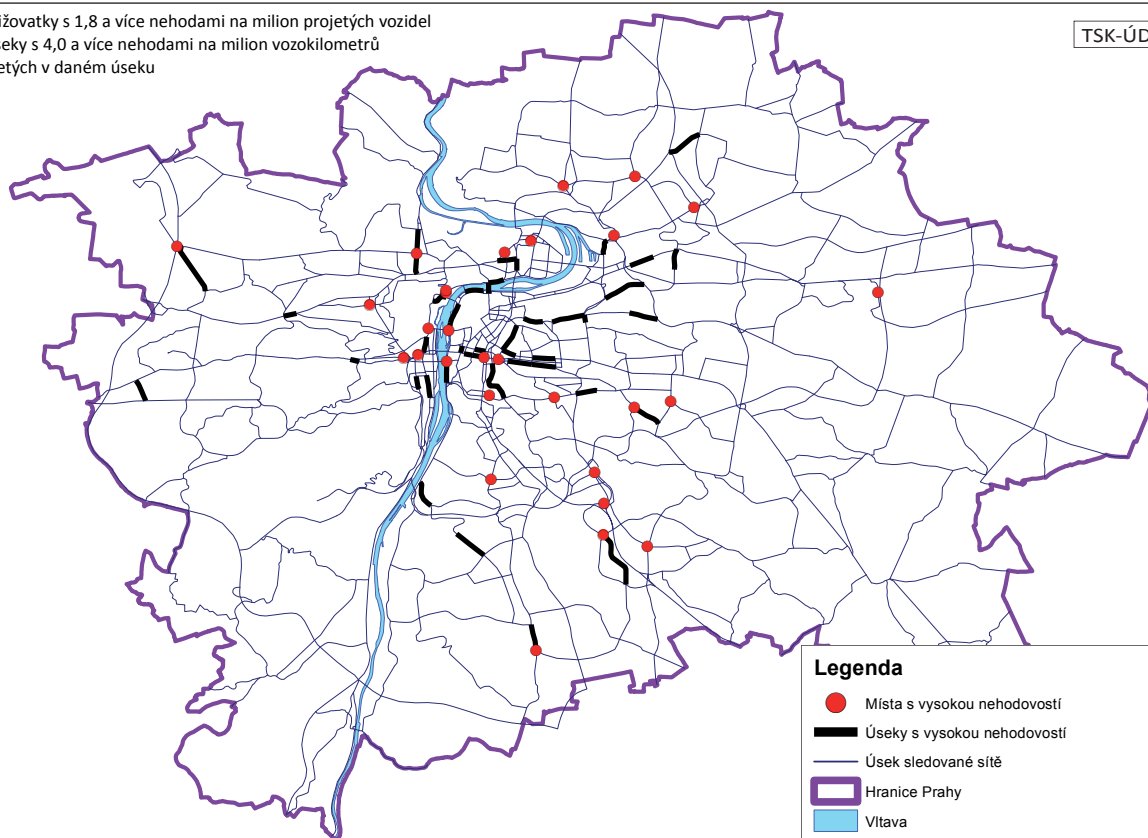 ižovatky s 1,8 a více nehodami na milion projetých vozidel
seky s 4,0 a více nehodami na milion vozokilometrů
etých v daném úseku
TSK-ÚD
Legenda
Místa s vysokou nehodovostí
Úseky s vysokou nehodovostí
Úsek sledované sítě
Hranice Prahy
Vltava